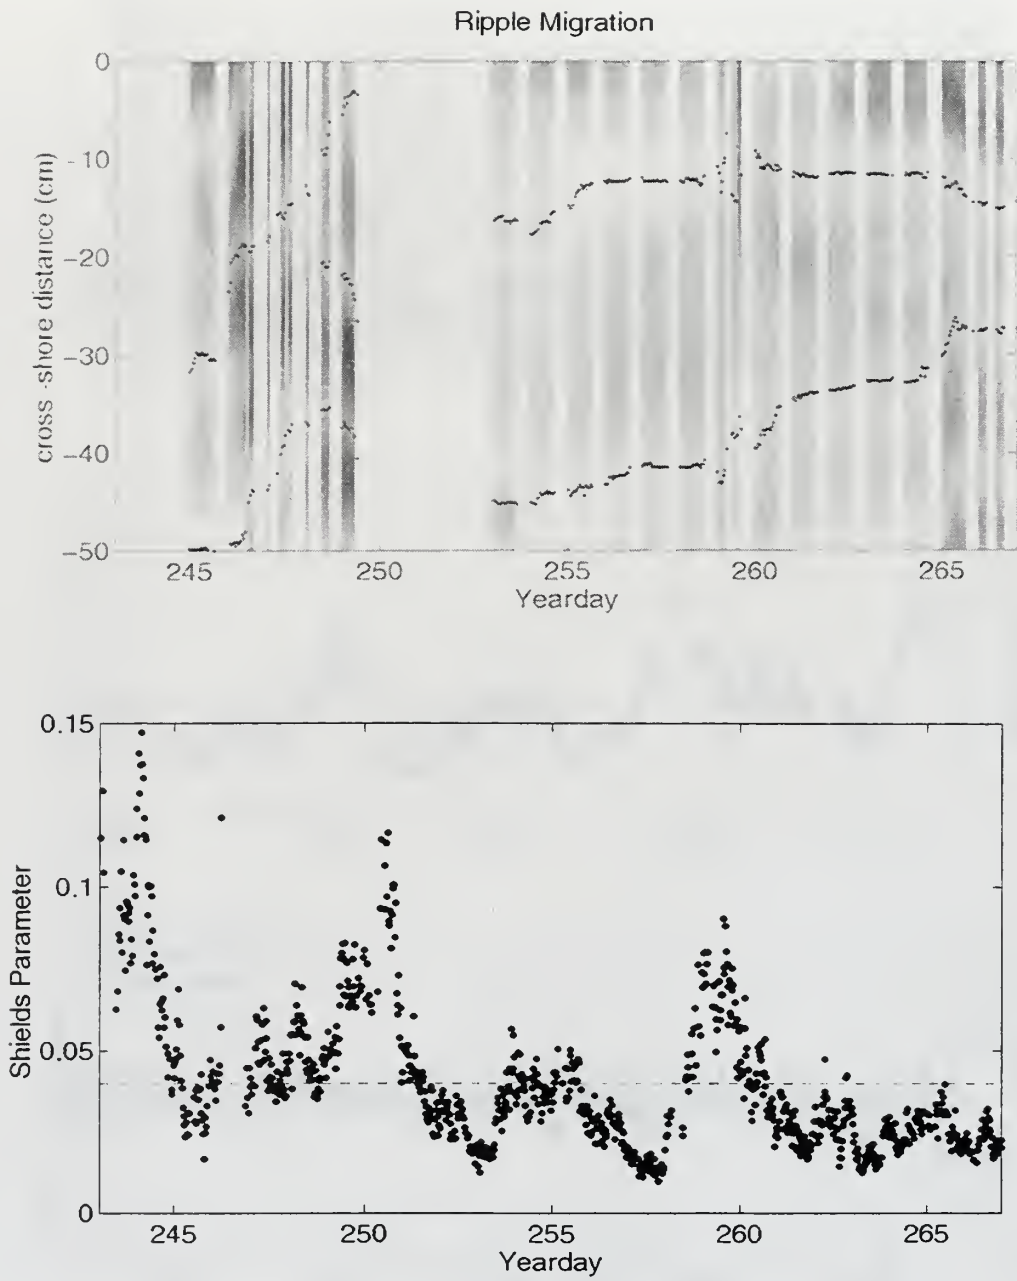 Ripple Migration
0
-10
-20
-30
-40
-50
cross-shore distance (cm)
245 250 255 260 265
Yearday
0.15
0.1
0.05
0
Shields Parameter
245 250 255 260 265
Yearday